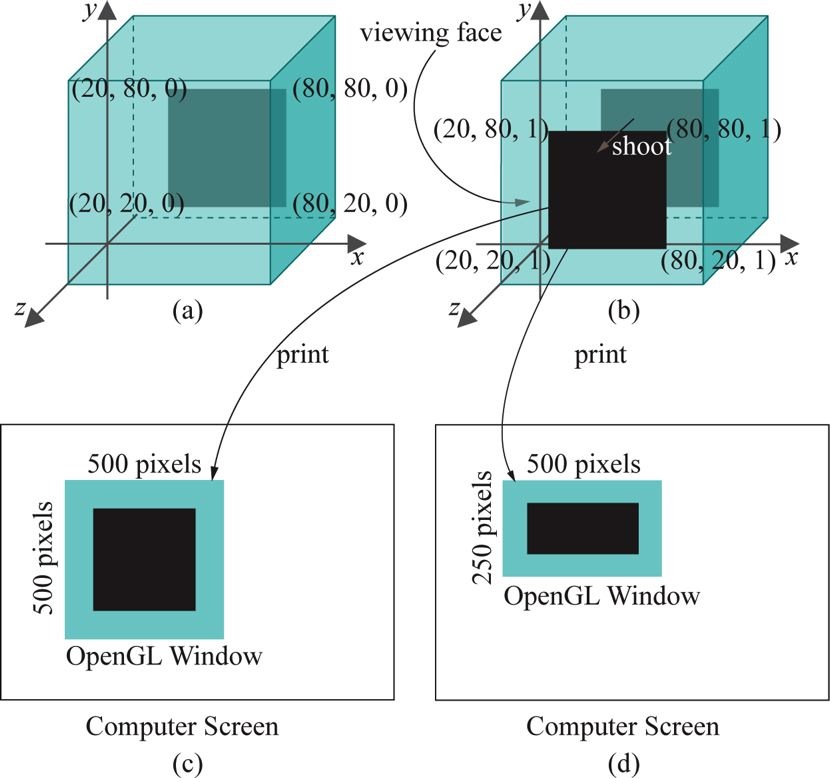 y
(20, 80, 0)
(80, 80, 0)
(20, 20, 0)
(80, 20, 0)
x
z
(a)
viewing face
y
(20, 80, 1)
(80, 80, 1)
shoot
(20, 20, 1)
(80, 20, 1)
x
z
(b)
print
print
500 pixels
500 pixels
OpenGL Window
Computer Screen
(c)
500 pixels
250 pixels
OpenGL Window
Computer Screen
(d)